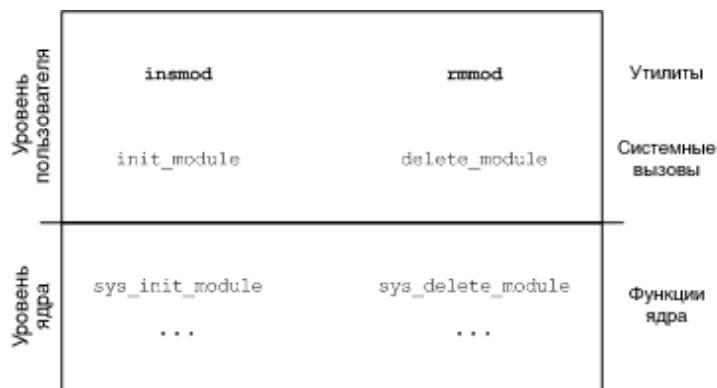 Уровень
пользователя
insmod
rmmod
Утилиты
init_module
delete_module
Системные
вызовы
Уровень
ядра
sys_init_module
sys_delete_module
Функции
ядра
...
...